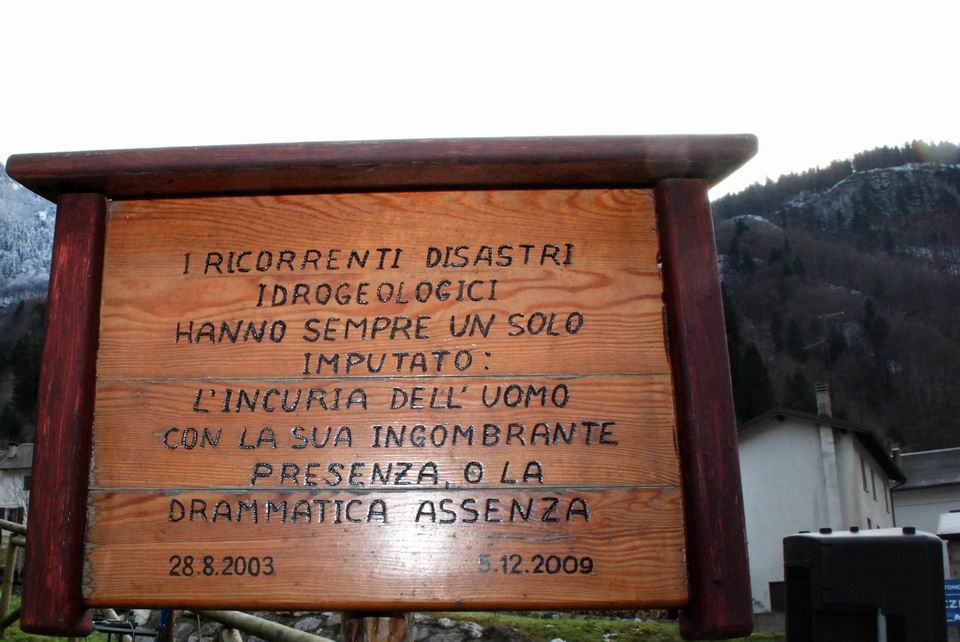 I RICORRENTI DISASTRI
IDROGEOLOGICI
HANNO SEMPRE UN SOLO
IMPUTATO:
L'INCURIA DELL'UOMO
CON LA SUA INGOMBRANTE
PRESENZA, O LA
DRAMMATICA ASSENZA
28.8.2003 5.12.2009